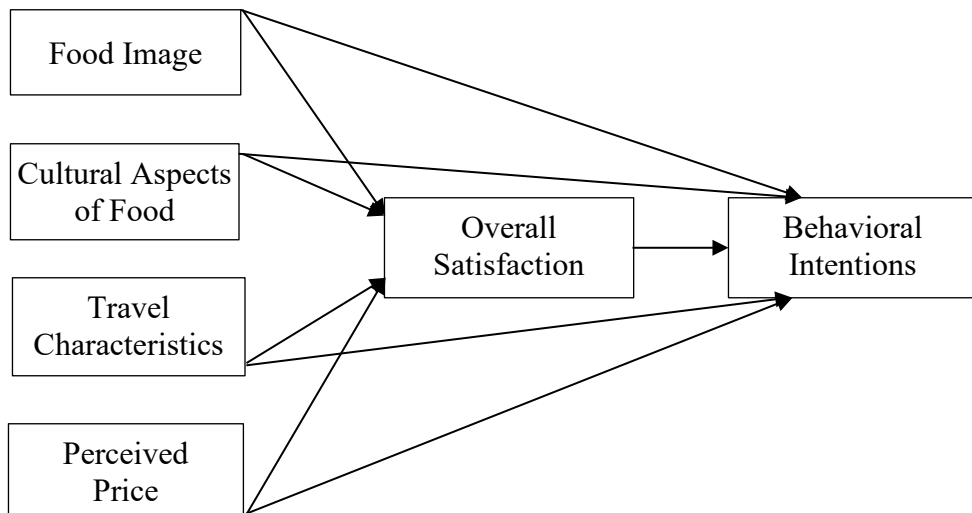 Food Image
Cultural Aspects
of Food
Travel
Characteristics
Perceived
Price
Overall
Satisfaction
Behavioral
Intentions